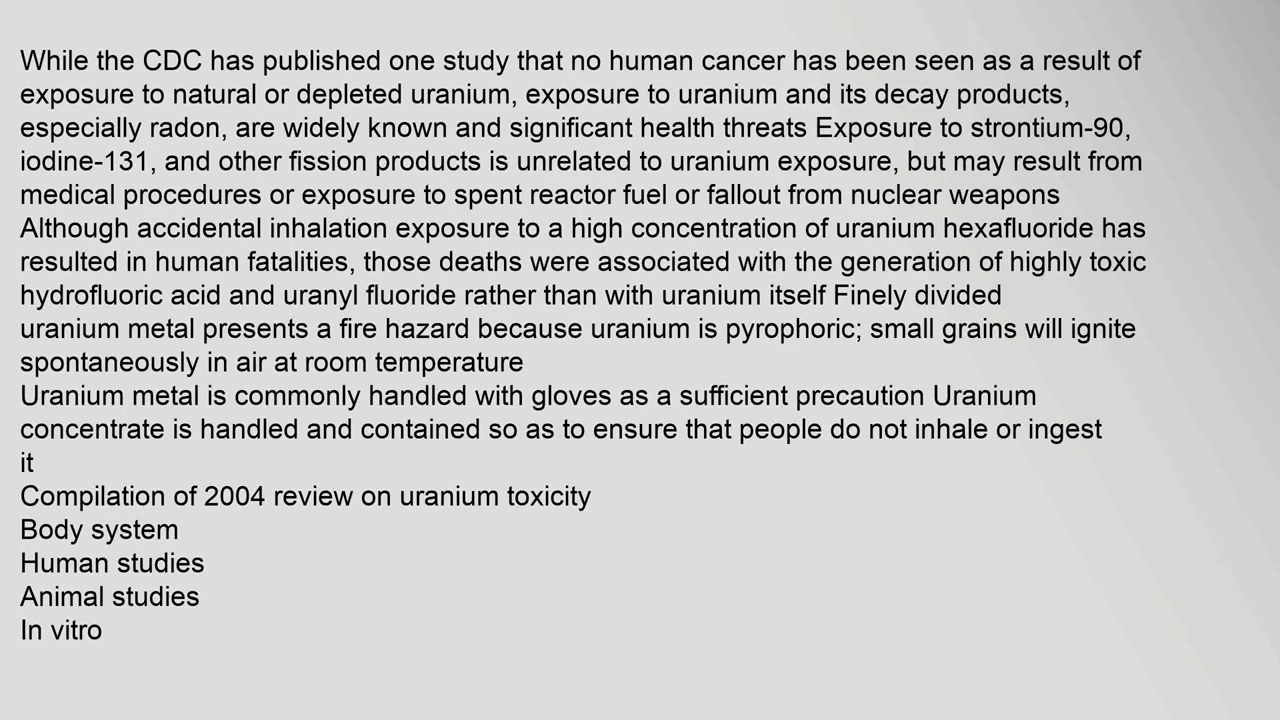 While the CDC has published one study that no human cancer has been seen as a result of
exposure to natural or depleted uranium, exposure to uranium and its decay products,
especially radon, are widely known and significant health threats Exposure to strontium-90,
iodine-131, and other fission products is unrelated to uranium exposure, but may result from
medical procedures or exposure to spent reactor fuel or fallout from nuclear weapons
Although accidental inhalation exposure to a high concentration of uranium hexafluoride has
resulted in human fatalities, those deaths were associated with the generation of highly toxic
hydrofluoric acid and uranyl fluoride rather than with uranium itself Finely divided
uranium metal presents a fire hazard because uranium is pyrophoric; small grains will ignite
spontaneously in air at room temperature
Uranium metal is commonly handled with gloves as a sufficient precaution Uranium
concentrate is handled and contained so as to ensure that people do not inhale or ingest
it
Compilation of 2004 review on uranium toxicity
Body system
Human studies
Animal studies
In vitro